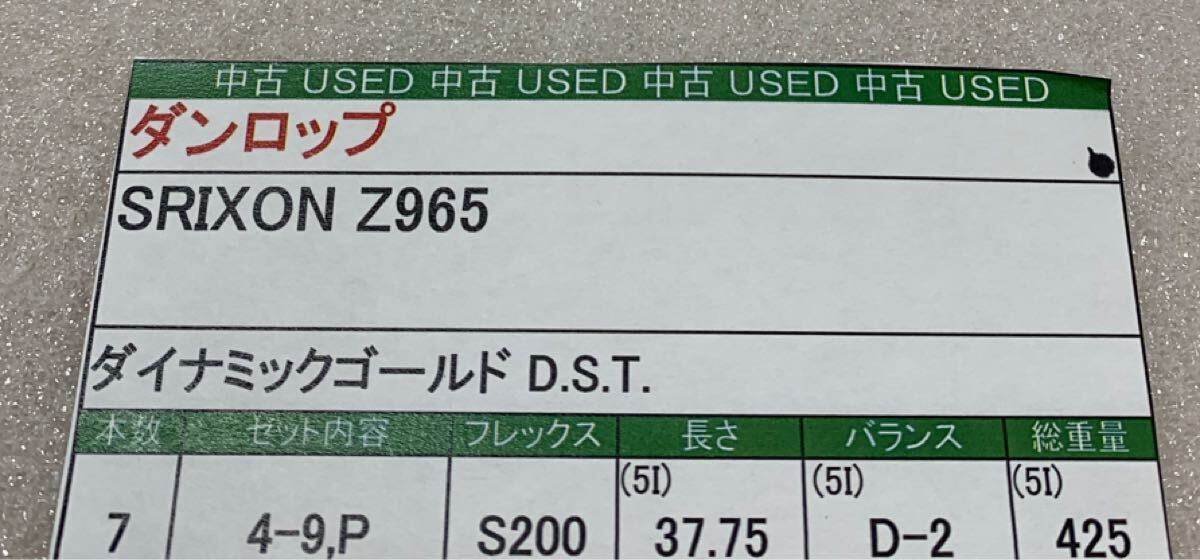 中古 USED 中古 USED 中古 USED 中古 USED
ダンロップ
SRIXON Z965
ダイナミックゴールド D.S.T.
本数 セット内容 フレックス 長さ バランス 総重量
(5I) (5I) (5I)
7 4-9,P S200 37.75 D-2 425